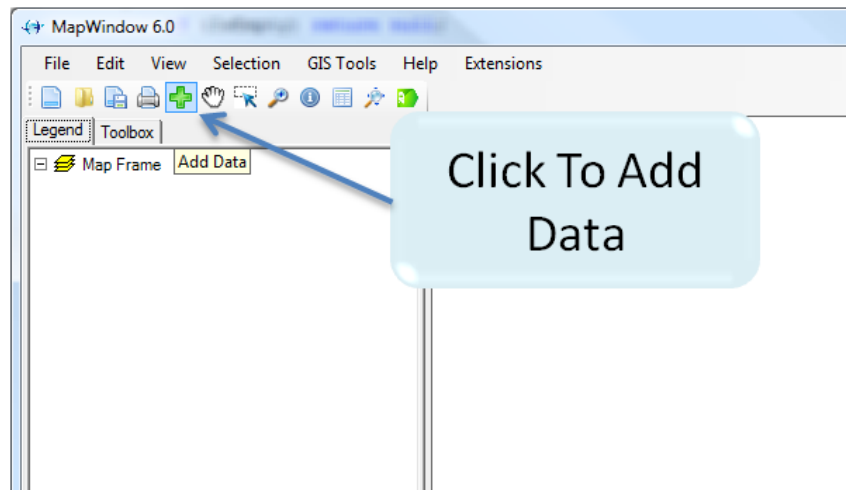 MapWindow 6.0
File Edit View Selection GIS Tools Help Extensions
Legend Toolbox
Map Frame Add Data
Click To Add
Data